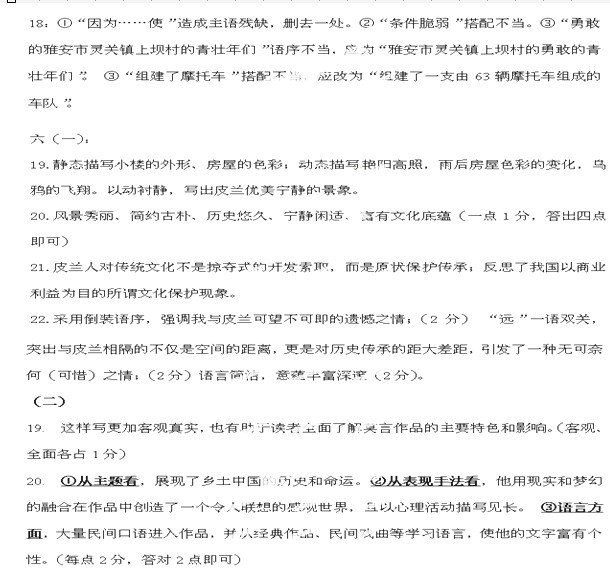 18：①“因为……使 ”造成主语残缺，删去一处。②“条件脆弱 ”搭配不当。③“勇敢
的雅安市灵关镇上坝村的青壮年们 ”语序不当，应为“雅安市灵关镇上坝村的勇敢的青
壮年们 ”。 ③“组建了摩托车 ”搭配不当，应改为“组建了一支由 63 辆摩托车组成的
车队 ”。
六（一）：
19.静态描写小楼的外形、房屋的色彩；动态描写艳阳高照，雨后房屋色彩的变化，乌
鸦的飞翔。以动衬静，写出皮兰优美宁静的景象。
20.风景秀丽、简约古朴、历史悠久、宁静闲适、富有文化底蕴（一点 1 分，答出四点
即可）
21.皮兰人对传统文化不是掠夺式的开发索取，而是原状保护传承；反思了我国以商业
利益为目的所谓文化保护现象。
22.采用倒装语序，强调我与皮兰可望不可即的遗憾之情；（2 分） “远 ”一语双关，
突出与皮兰相隔的不仅是空间的距离，更是对历史传承的距大差距，引发了一种无可奈
何（可惜）之情；（2分）语言简洁，意蕴丰富深邃（2分）。
（二）
19. 这样写更加客观真实，也有助于读者全面了解莫言作品的主要特色和影响。（客观、
全面各占 1 分）
20. ①从主题看，展现了乡土中国的历史和命运。②从表现手法看，他用现实和梦幻
的融合在作品中创造了一个令人联想的感观世界，且以心理活动描写见长。 ③语言方
面，大量民间口语进入作品，并从经典作品、民间戏曲等学习语言，使他的文字富有个
性。（每点 2 分，答对 2 点即可）